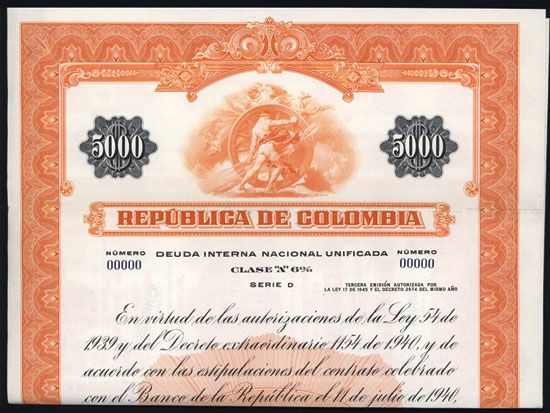 5000 5000
REPÚBLICA DE COLOMBIA
NÚMERO DEUDA INTERNA NACIONAL UNIFICADA NÚMERO
00000 CLASE "A" 6% 00000
SERIE D
TERCERA EMISIÓN AUTORIZADA POR
LA LEY 17 DE 1945 Y EL DECRETO 2974 DEL MISMO AÑO
En virtud de las autorizaciones de la Ley 54 de
1939 y del Decreto extraordinario 1154 de 1940, y de
acuerdo con las estipulaciones del contrato celebrado
con el Banco de la República el 11 de julio de 1940,